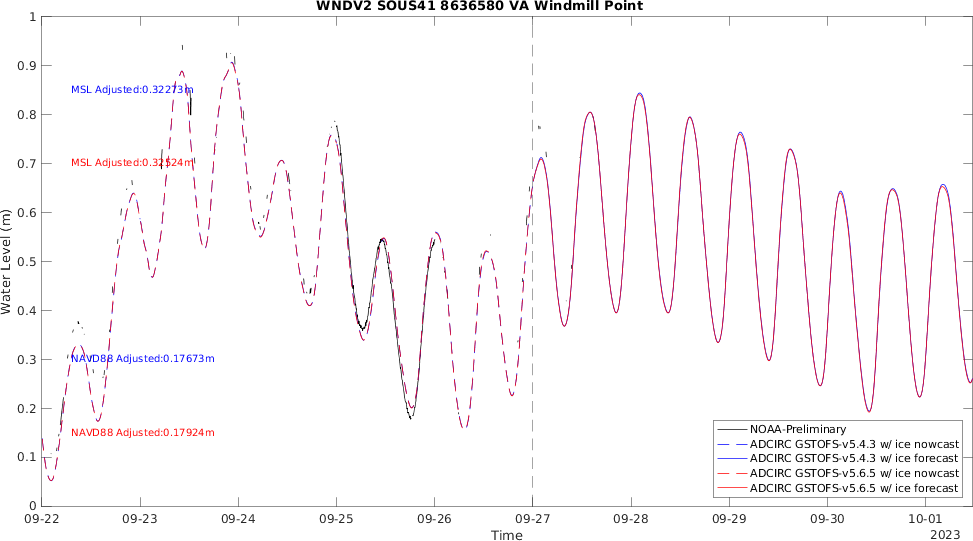 WNDV2 SOUS41 8636580 VA Windmill Point
Water Level (m)
1
0.9
0.8
0.7
0.6
0.5
0.4
0.3
0.2
0.1
0
MSL Adjusted:0.32273m
MSL Adjusted:0.32524m
NAVD88 Adjusted:0.17673m
NAVD88 Adjusted:0.17924m
NOAA-Preliminary
ADCIRC GSTOFS-v5.4.3 w/ ice nowcast
ADCIRC GSTOFS-v5.4.3 w/ ice forecast
ADCIRC GSTOFS-v5.6.5 w/ ice nowcast
ADCIRC GSTOFS-v5.6.5 w/ ice forecast
09-22 09-23 09-24 09-25 09-26 09-27 09-28 09-29 09-30 10-01
Time
2023